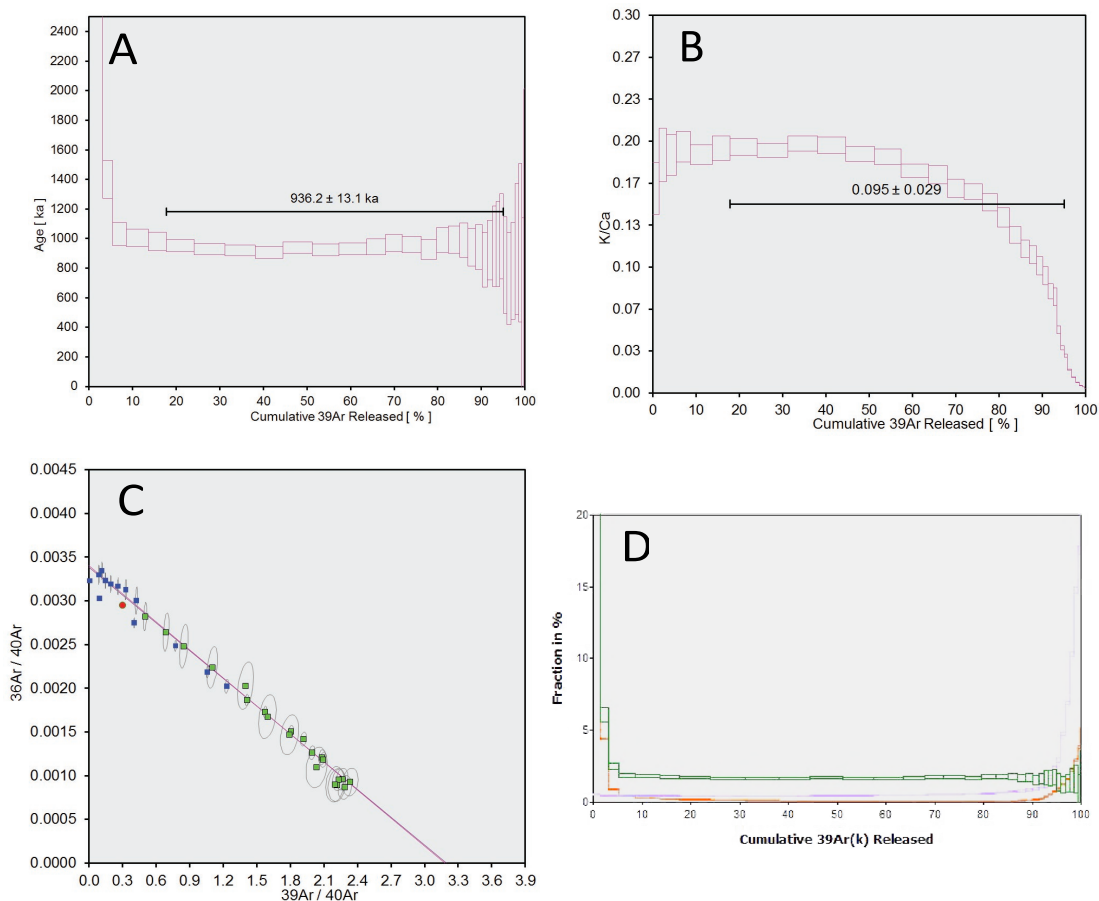 A
2400
2200
2000
1800
1600
1400
1200
1000
800
600
400
200
0
Age [ ka ]
936.2 ± 13.1 ka
0 10 20 30 40 50 60 70 80 90 100
Cumulative 39Ar Released [ % ]
B
0.30
0.27
0.23
0.20
0.17
0.13
0.10
0.07
0.03
0.00
K/Ca
0.095 ± 0.029
0 10 20 30 40 50 60 70 80 90 100
Cumulative 39Ar Released [ % ]
C
0.0045
0.0040
0.0035
0.0030
0.0025
0.0020
0.0015
0.0010
0.0005
0.0000
36Ar / 40Ar
0.0 0.3 0.6 0.9 1.2 1.5 1.8 2.1 2.4 2.7 3.0 3.3 3.6 3.9
39Ar / 40Ar
D
20
15
10
5
0
Fraction in %
0 10 20 30 40 50 60 70 80 90 100
Cumulative 39Ar(k) Released